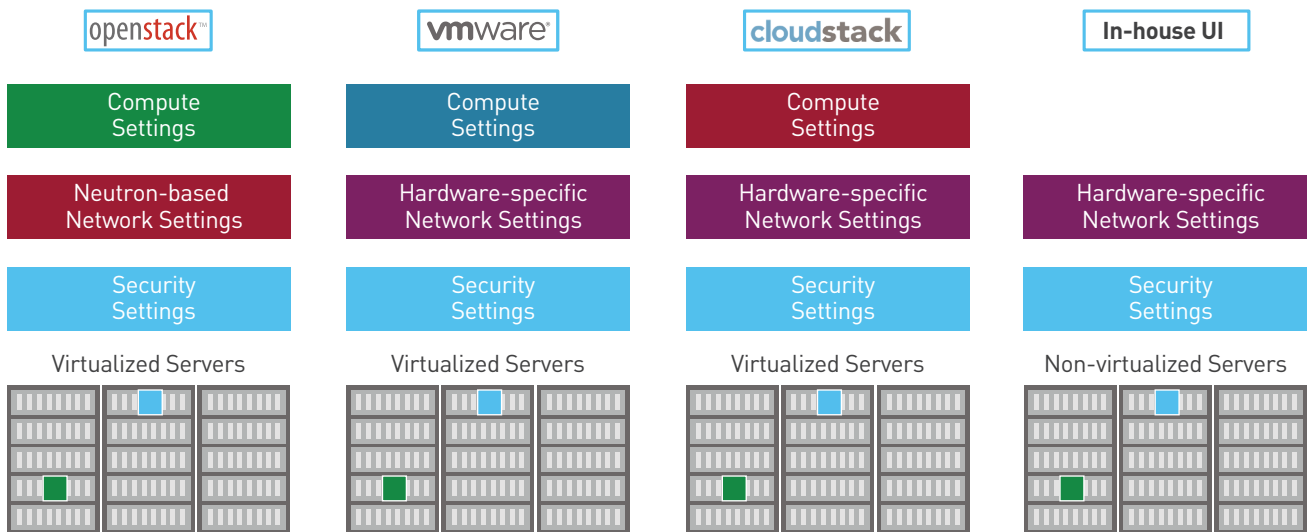 openstack™
vmware®
cloudstack
In-house UI
Compute
Settings
Compute
Settings
Compute
Settings
Neutron-based
Network Settings
Hardware-specific
Network Settings
Hardware-specific
Network Settings
Hardware-specific
Network Settings
Security
Settings
Security
Settings
Security
Settings
Security
Settings
Virtualized Servers
Virtualized Servers
Virtualized Servers
Non-virtualized Servers